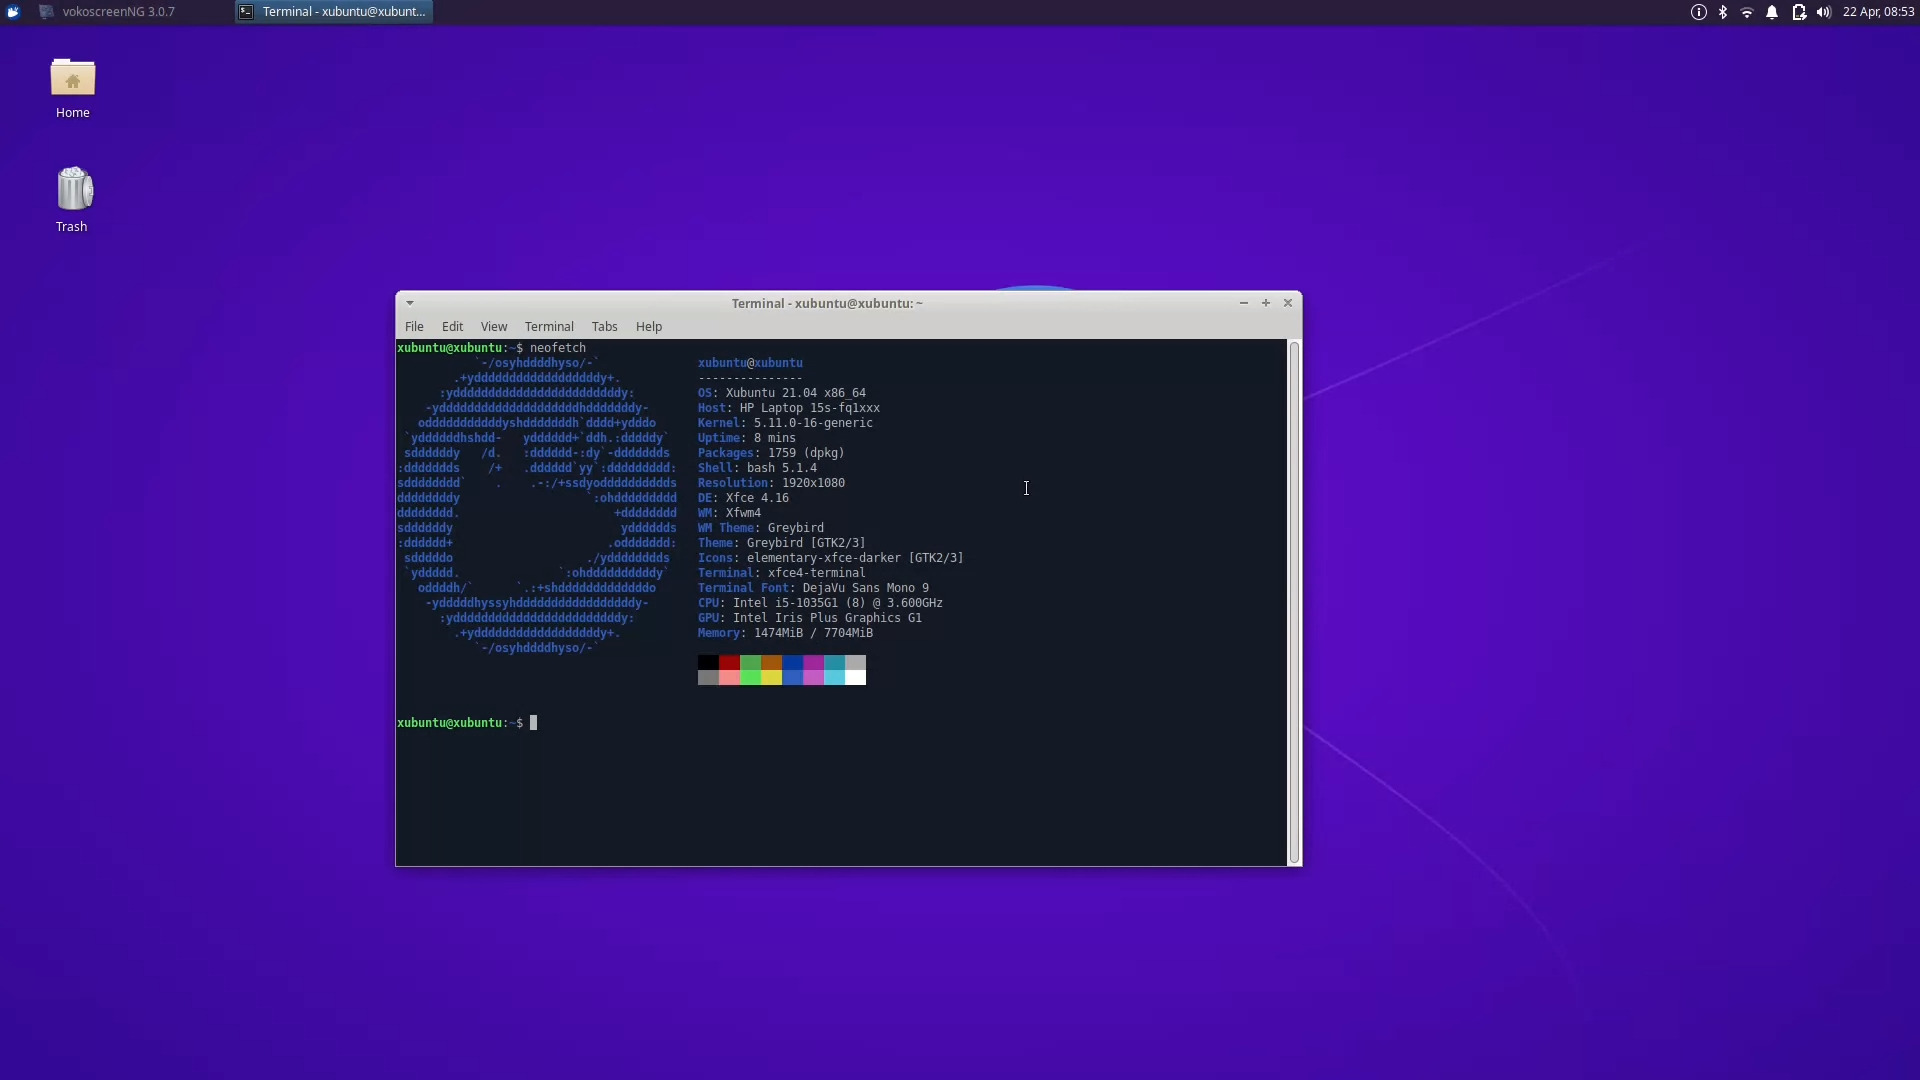 vokoscreenNG 3.0.7
Terminal - xubuntu@xubunt...
22 Apr, 08:53
Home
Trash
Terminal - xubuntu@xubuntu: ~
File Edit View Terminal Tabs Help
xubuntu@xubuntu:~$ neofetch
xubuntu@xubuntu
---------------
OS: Xubuntu 21.04 x86_64
Host: HP Laptop 15s-fq1xxx
Kernel: 5.11.0-16-generic
Uptime: 8 mins
Packages: 1759 (dpkg)
Shell: bash 5.1.4
Resolution: 1920x1080
DE: Xfce 4.16
WM: Xfwm4
WM Theme: Greybird
Theme: Greybird [GTK2/3]
Icons: elementary-xfce-darker [GTK2/3]
Terminal: xfce4-terminal
Terminal Font: DejaVu Sans Mono 9
CPU: Intel i5-1035G1 (8) @ 3.600GHz
GPU: Intel Iris Plus Graphics G1
Memory: 1474MiB / 7704MiB
xubuntu@xubuntu:~$